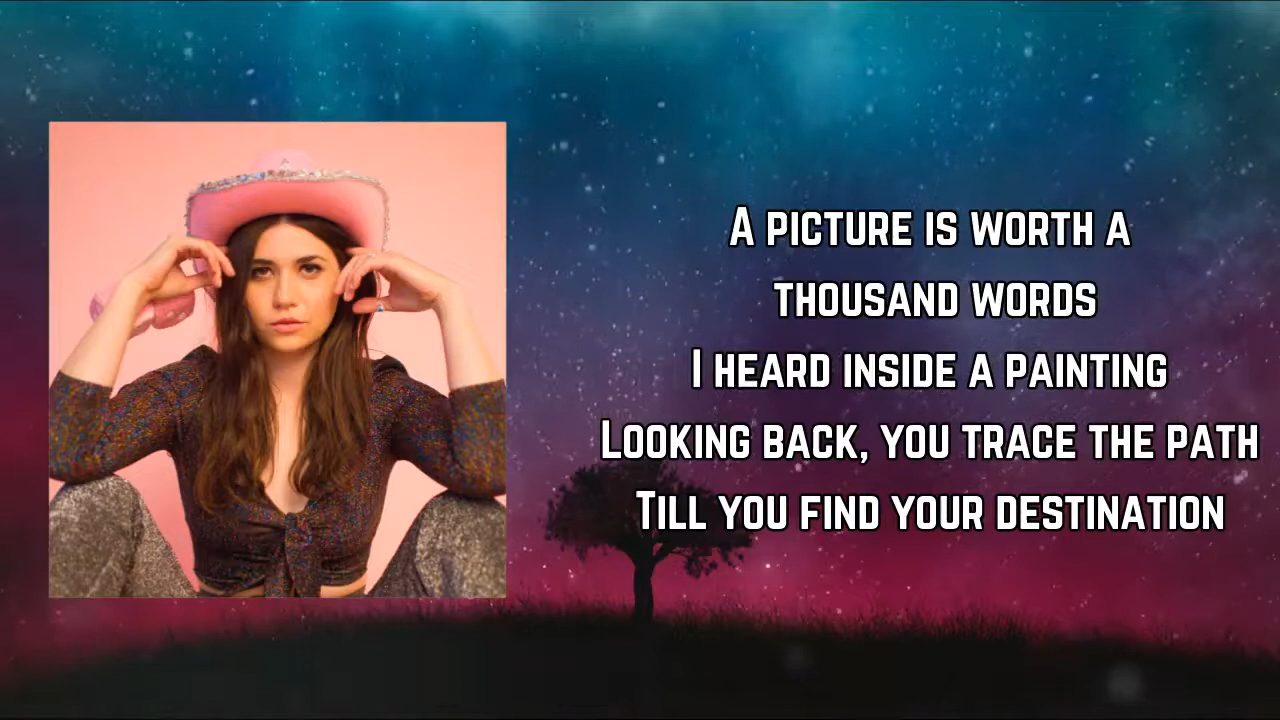 A PICTURE IS WORTH A
THOUSAND WORDS
I HEARD INSIDE A PAINTING
LOOKING BACK, YOU TRACE THE PATH
TILL YOU FIND YOUR DESTINATION